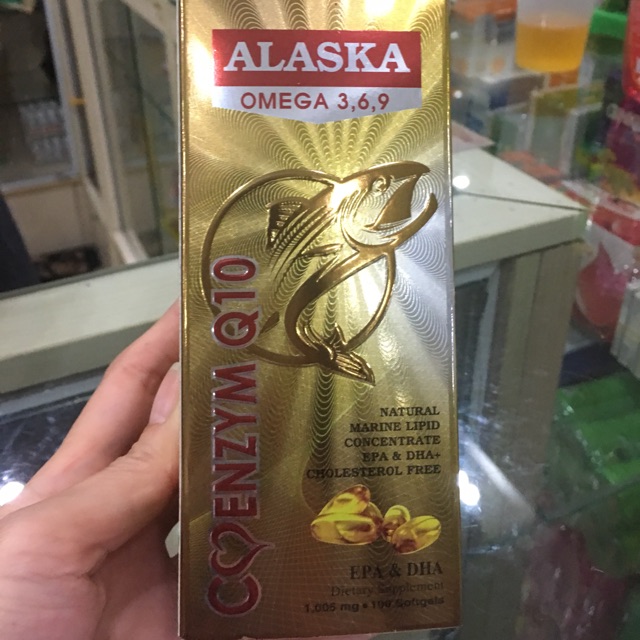 ALASKA
OMEGA 3,6,9
COENZYM Q10
NATURAL
MARINE LIPID
CONCENTRATE
EPA & DHA+
CHOLESTEROL FREE
EPA & DHA
Dietary Supplement
1,005 mg • 100 Softgels